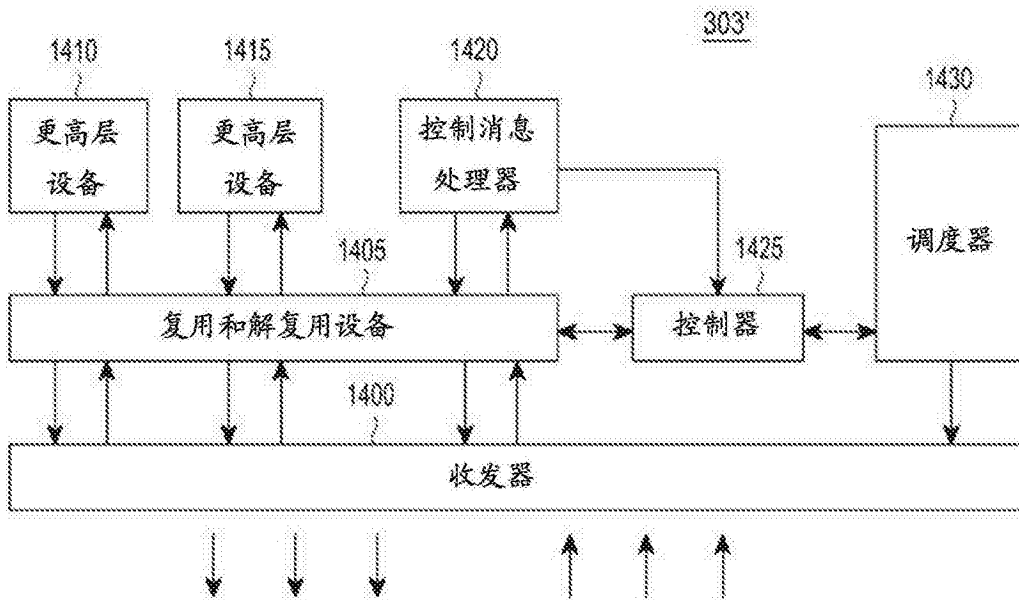 303'
1410
1415
1420
1430
更高层
设备
更高层
设备
控制消息
处理器
调度器
1405
1425
复用和解复用设备
控制器
1400
收发器